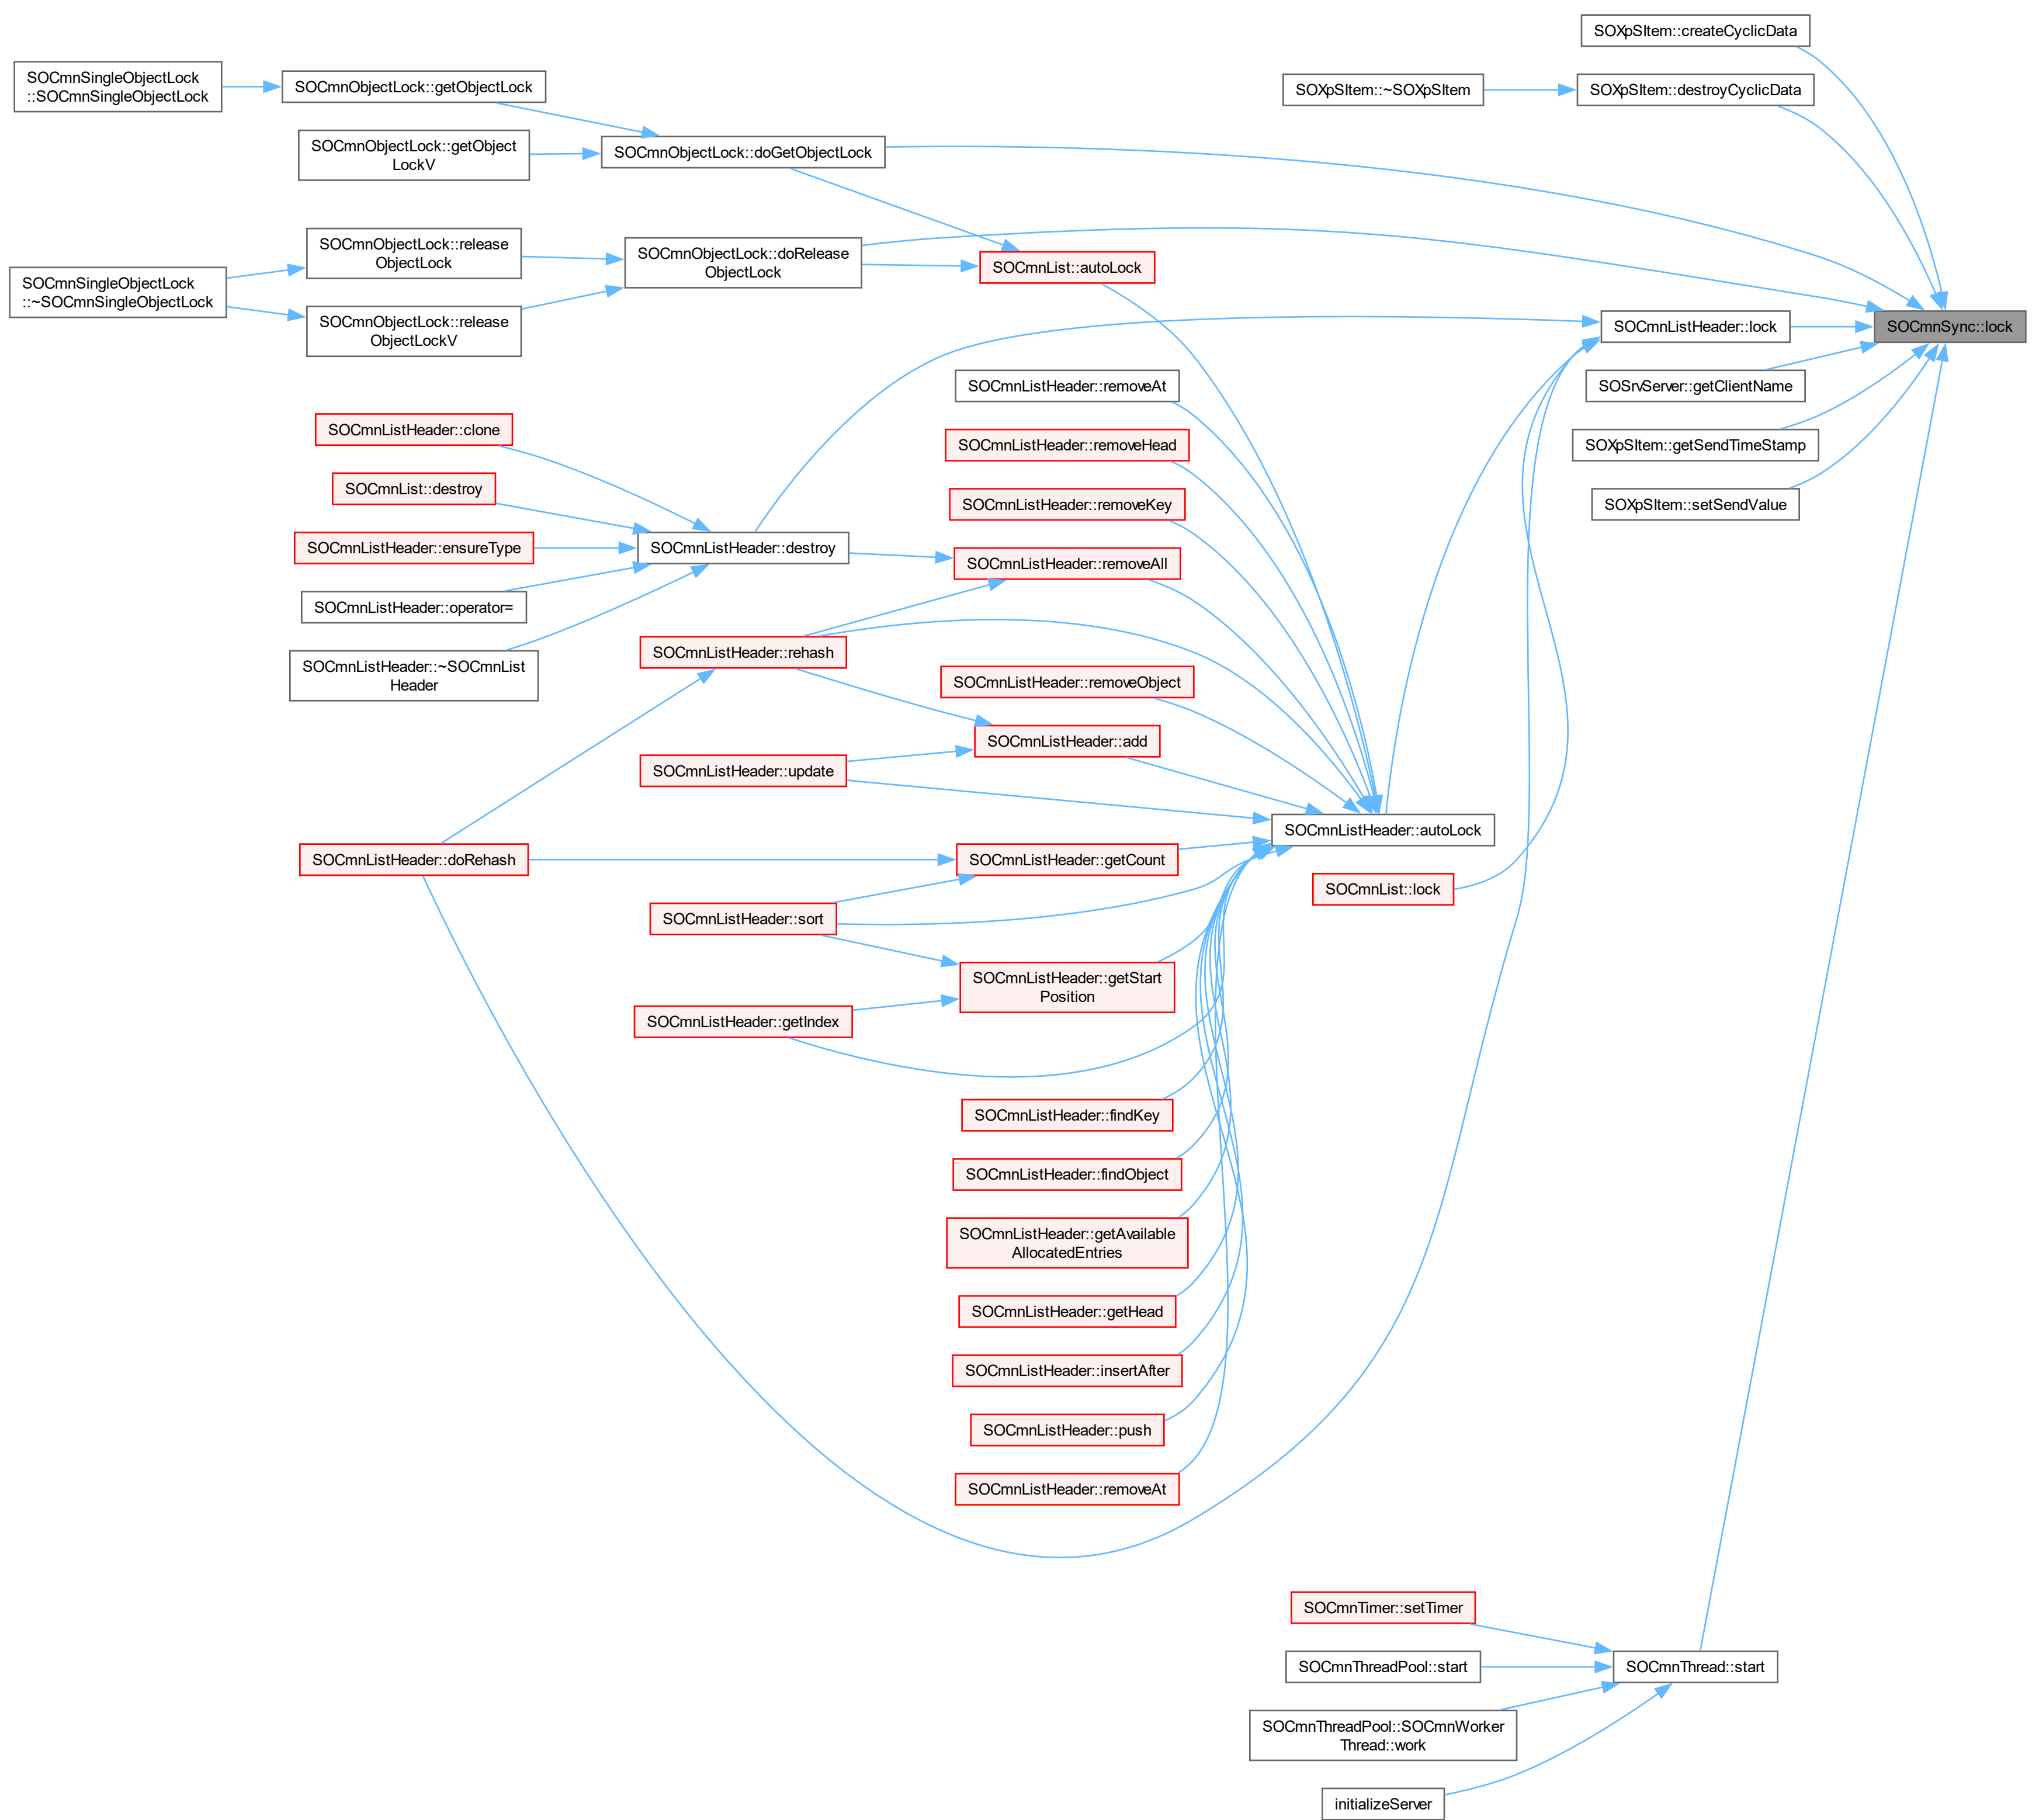 SOXpSItem::createCyclicData
SOCmnSingleObjectLock
::SOCmnSingleObjectLock
SOCmnObjectLock::getObjectLock
SOXpSItem::~SOXpSItem
SOXpSItem::destroyCyclicData
SOCmnObjectLock::getObject
LockV
SOCmnObjectLock::doGetObjectLock
SOCmnObjectLock::release
ObjectLock
SOCmnObjectLock::doRelease
ObjectLock
SOCmnList::autoLock
SOCmnSingleObjectLock
::~SOCmnSingleObjectLock
SOCmnObjectLock::release
ObjectLockV
SOCmnListHeader::lock
SOCmnSync::lock
SOCmnListHeader::removeAt
SOSrvServer::getClientName
SOCmnListHeader::clone
SOCmnListHeader::removeHead
SOXpSItem::getSendTimeStamp
SOCmnList::destroy
SOCmnListHeader::removeKey
SOXpSItem::setSendValue
SOCmnListHeader::ensureType
SOCmnListHeader::destroy
SOCmnListHeader::removeAll
SOCmnListHeader::operator=
SOCmnListHeader::~SOCmnList
Header
SOCmnListHeader::rehash
SOCmnListHeader::removeObject
SOCmnListHeader::add
SOCmnListHeader::update
SOCmnListHeader::autoLock
SOCmnListHeader::doRehash
SOCmnListHeader::getCount
SOCmnList::lock
SOCmnListHeader::sort
SOCmnListHeader::getStart
Position
SOCmnListHeader::getIndex
SOCmnListHeader::findKey
SOCmnListHeader::findObject
SOCmnListHeader::getAvailable
AllocatedEntries
SOCmnListHeader::getHead
SOCmnListHeader::insertAfter
SOCmnListHeader::push
SOCmnListHeader::removeAt
SOCmnTimer::setTimer
SOCmnThreadPool::start
SOCmnThread::start
SOCmnThreadPool::SOCmnWorker
Thread::work
initializeServer